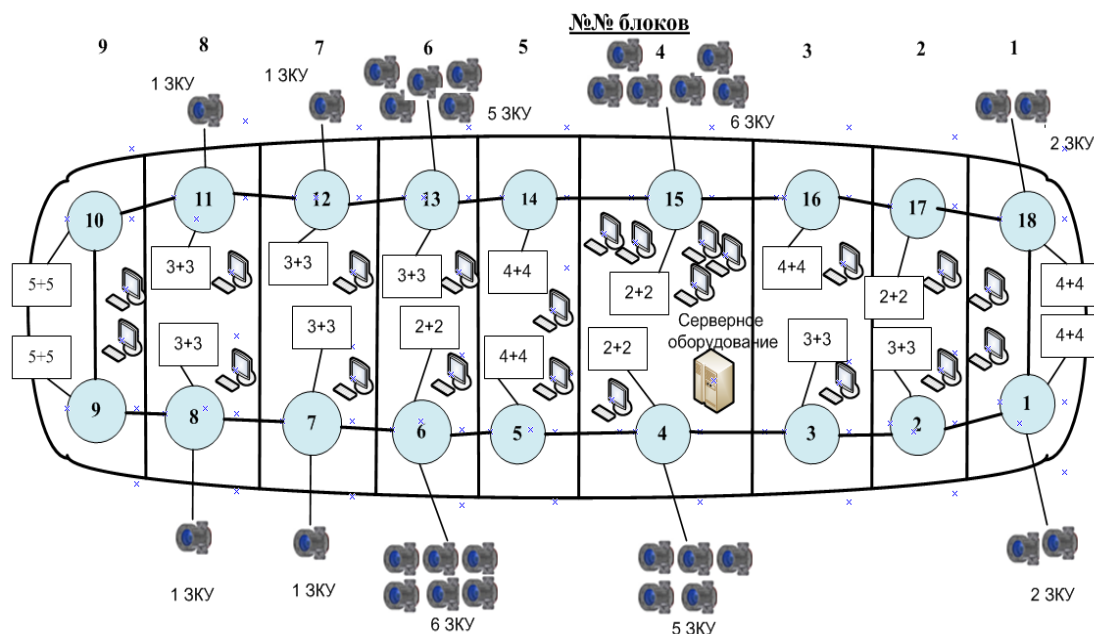 №№ блоков
9 8 7 6 5 4 3 2 1
1 ЗКУ
1 ЗКУ
5 ЗКУ
6 ЗКУ
2 ЗКУ
10 11 12 13 14 15 16 17 18
5+5
3+3
3+3
3+3
4+4
2+2
4+4
2+2
4+4
Серверное
оборудование
5+5
3+3
3+3
2+2
4+4
2+2
3+3
3+3
4+4
9 8 7 6 5 4 3 2 1
1 ЗКУ
1 ЗКУ
6 ЗКУ
5 ЗКУ
2 ЗКУ